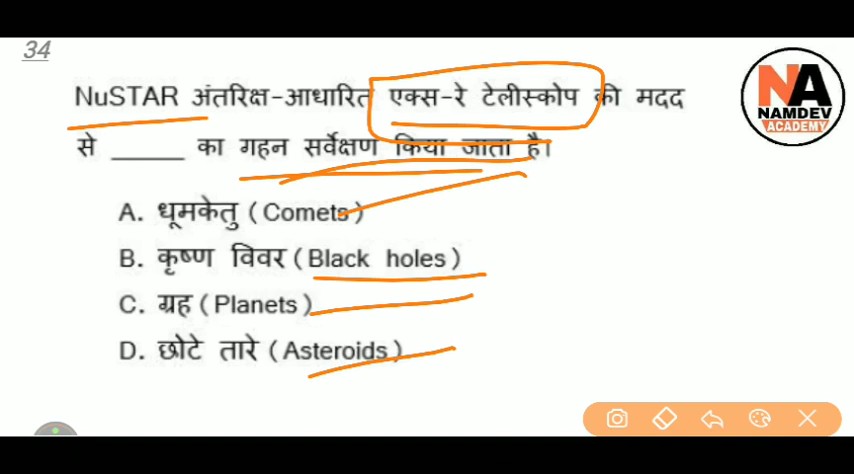 34
NuSTAR अंतरिक्ष-आधारित एक्स-रे टेलीस्कोप की मदद
से ______ का गहन सर्वेक्षण किया जाता है।
A. धूमकेतु (Comets)
B. कृष्ण विवर (Black holes)
C. ग्रह (Planets)
D. छोटे तारे (Asteroids)
NA
NAMDEV
ACADEMY